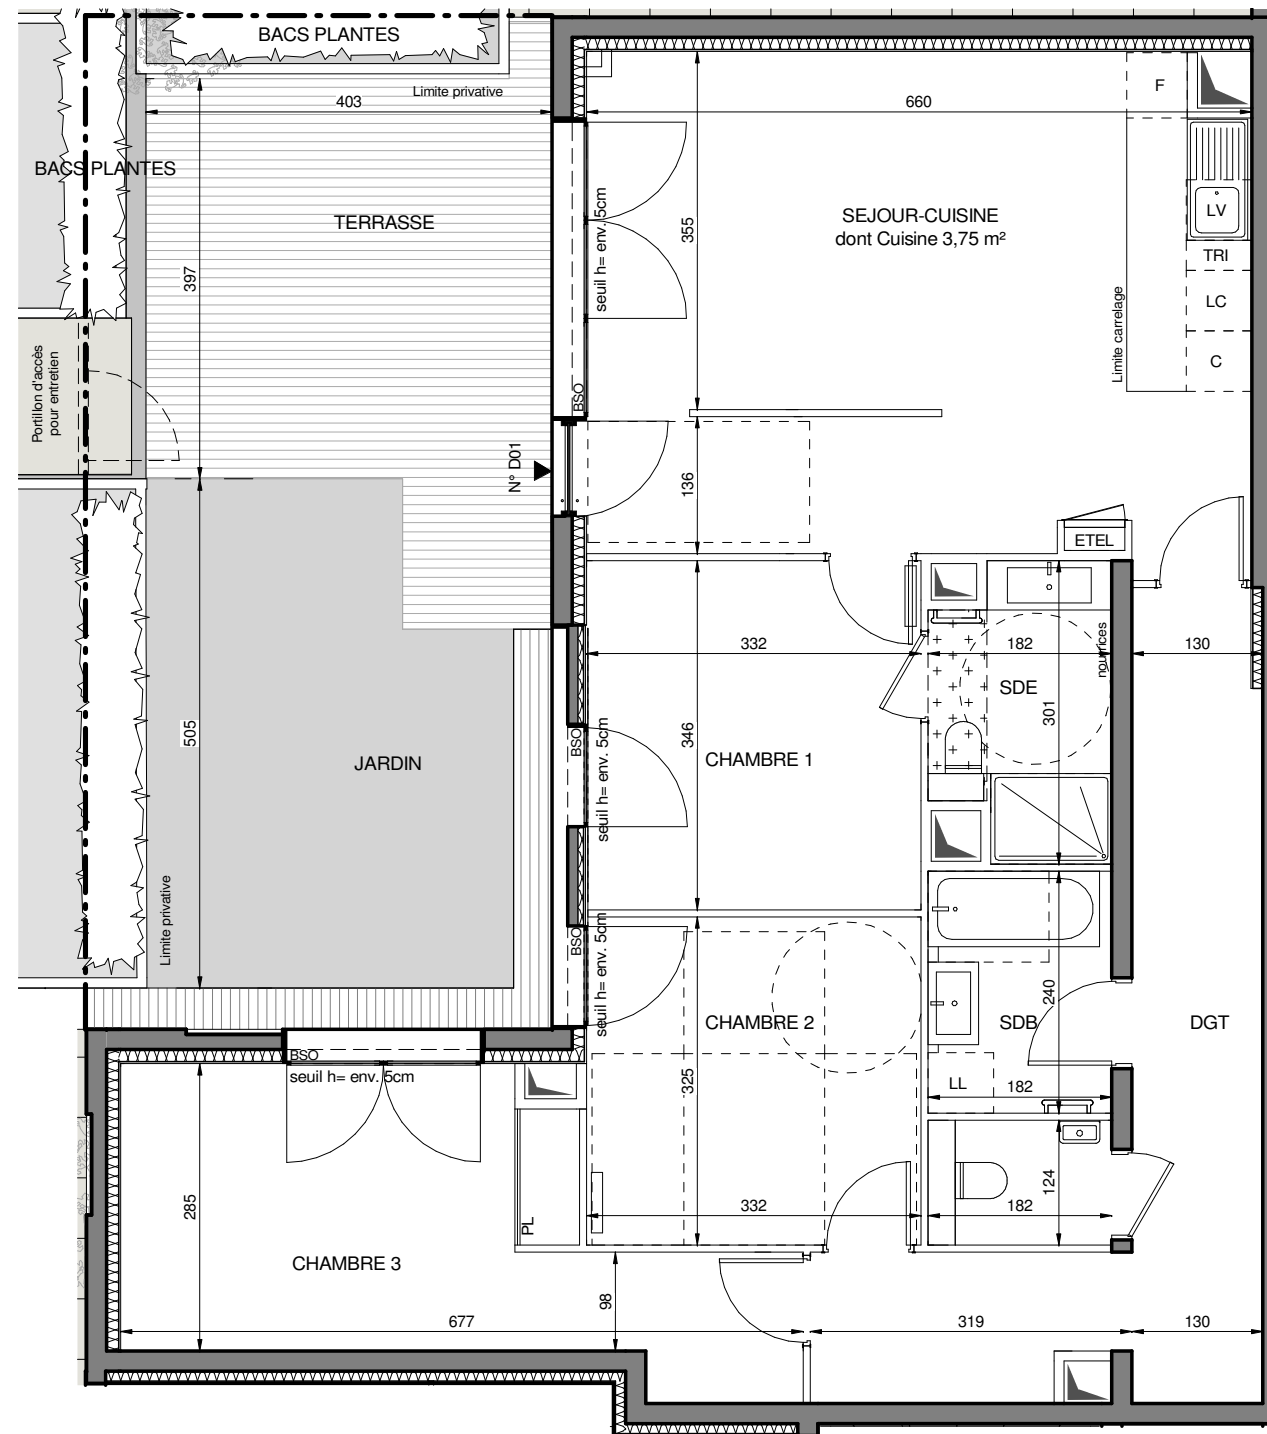 BACS PLANTES
Limite privative
403
660
F
BACS PLANTES
TERRASSE
SEJOUR-CUISINE
dont Cuisine 3,75 m²
LV
TRI
LC
C
355
397
seuil h= env. 5cm
Limite carrelage
Portillon d'accès
pour entretien
BSO
N° D01
136
ETEL
332
182
130
nourrices
SDE
301
505
346
JARDIN
CHAMBRE 1
BSO
seuil h= env. 5cm
Limite privative
BSO
seuil h= env. 5cm
240
CHAMBRE 2
SDB
DGT
BSO
seuil h= env. 5cm
325
LL
182
124
285
332
182
PL
CHAMBRE 3
98
677
319
130